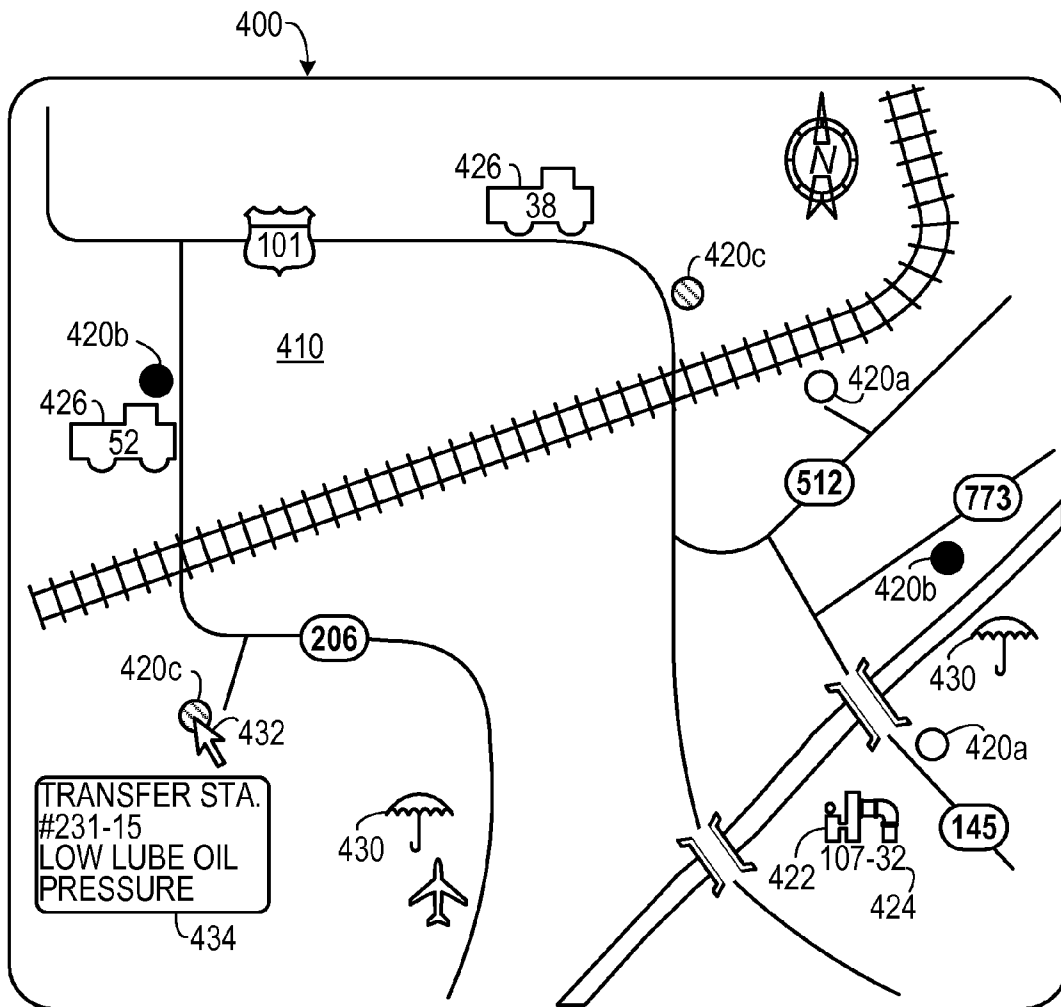 400
N
426
38
101
420c
420b
410
420a
426
52
512
773
420b
206
420c
430
432
420a
TRANSFER STA.
#231-15
LOW LUBE OIL
PRESSURE
430
145
422
107-32
424
434